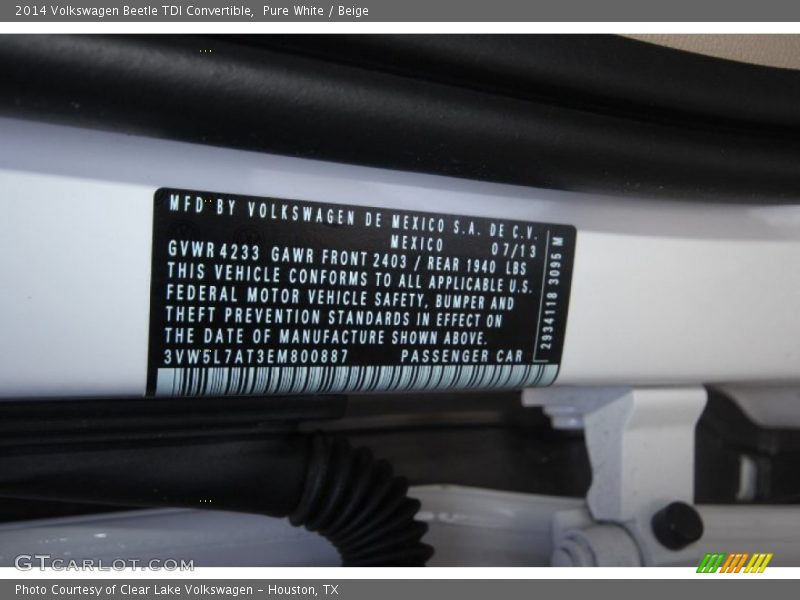 2014 Volkswagen Beetle TDI Convertible,  Pure White / Beige
MFD BY VOLKSWAGEN DE MEXICO S.A. DE C.V.
MEXICO 07/13
GVWR 4233 GAWR FRONT 2403 / REAR 1940 LBS
THIS VEHICLE CONFORMS TO ALL APPLICABLE U.S.
FEDERAL MOTOR VEHICLE SAFETY, BUMPER AND
THEFT PREVENTION STANDARDS IN EFFECT ON
THE DATE OF MANUFACTURE SHOWN ABOVE.
3VW5L7AT3EM800887 PASSENGER CAR
2934118 3095 M
GTCARLOT.COM
Photo Courtesy of Clear Lake Volkswagen - Houston, TX